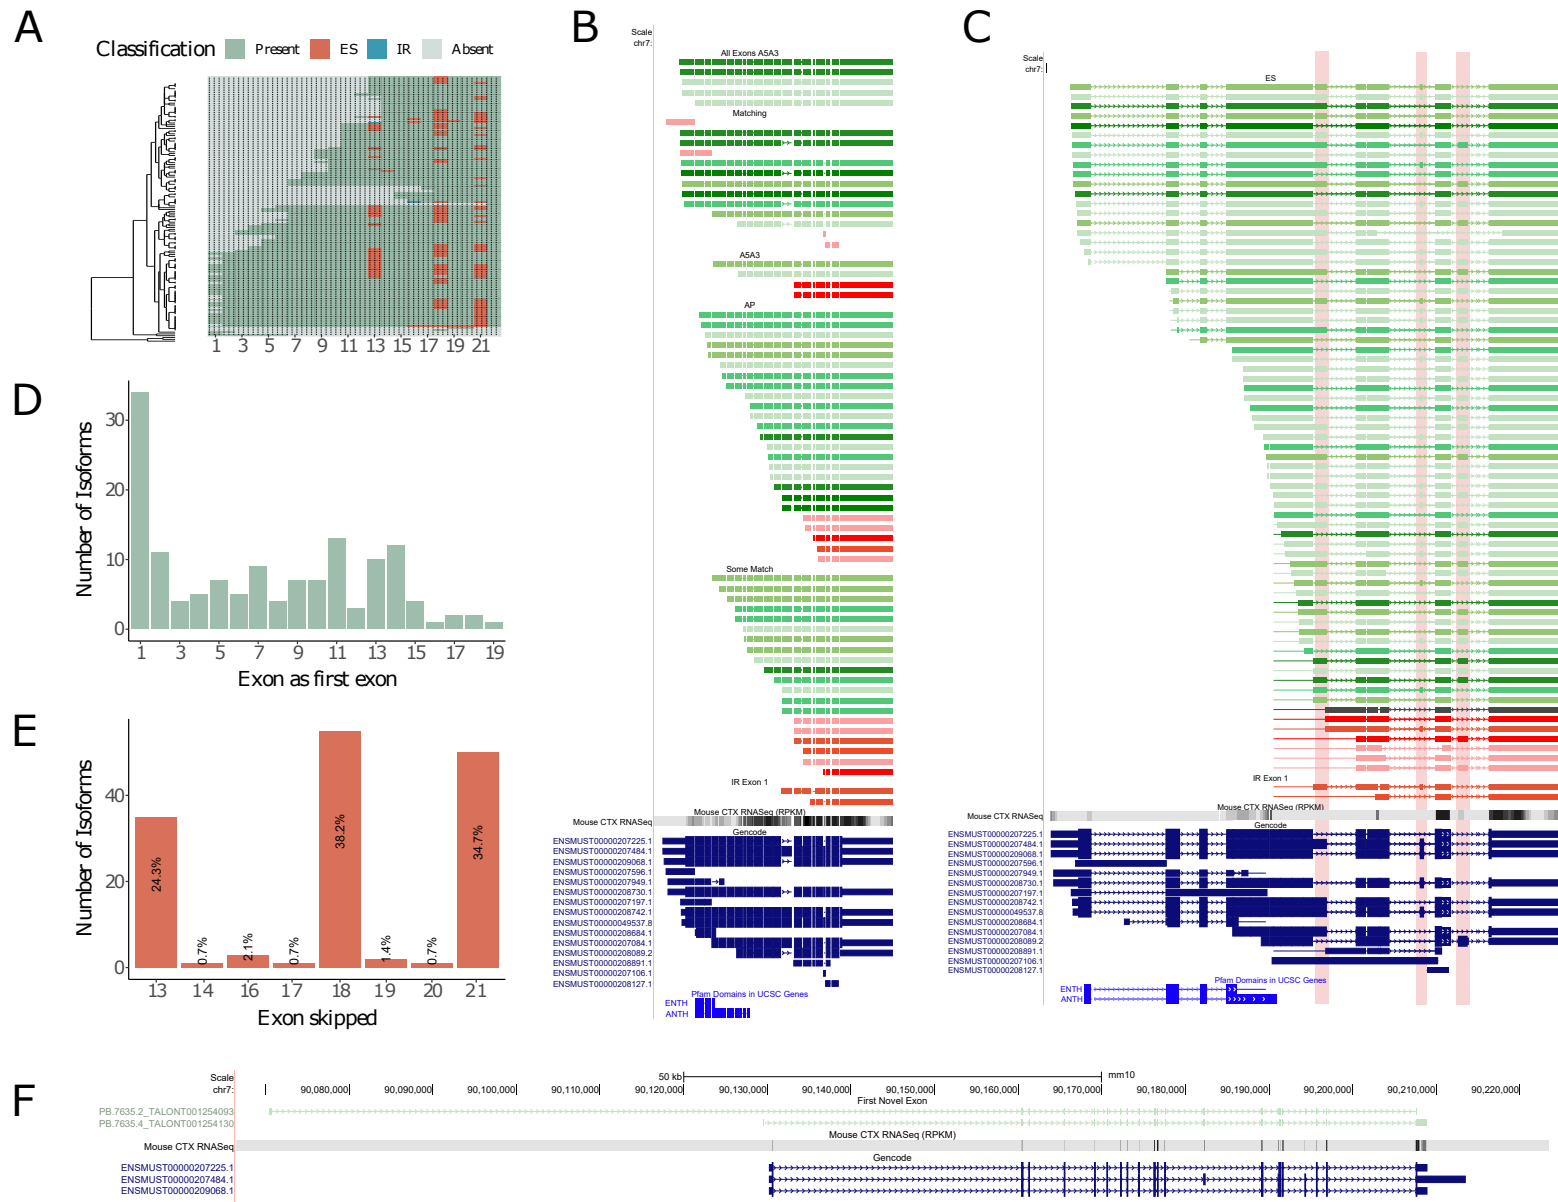 A
Classification Present ES IR Absent
1 3 5 7 9 11 13 15 17 19 21
B
Scale
chr7:
All Exons A5A3
Matching
A5A3
AP
Some Match
IR Exon 1
Mouse CTX RNASeq (RPKM)
Mouse CTX RNASeq
Gencode
ENSMUST00000207225.1
ENSMUST00000207484.1
ENSMUST00000209068.1
ENSMUST00000207596.1
ENSMUST00000207949.1
ENSMUST00000208730.1
ENSMUST00000207197.1
ENSMUST00000208742.1
ENSMUST00000049537.8
ENSMUST00000208684.1
ENSMUST00000207084.1
ENSMUST00000208089.2
ENSMUST00000208891.1
ENSMUST00000207106.1
ENSMUST00000208127.1
Pfam Domains in UCSC Genes
ENTH
ANTH
C
Scale
chr7:
ES
IR Exon 1
Mouse CTX RNASeq (RPKM)
Mouse CTX RNASeq
Gencode
ENSMUST00000207225.1
ENSMUST00000207484.1
ENSMUST00000209068.1
ENSMUST00000207596.1
ENSMUST00000207949.1
ENSMUST00000208730.1
ENSMUST00000207197.1
ENSMUST00000208742.1
ENSMUST00000049537.8
ENSMUST00000208684.1
ENSMUST00000207084.1
ENSMUST00000208089.2
ENSMUST00000208891.1
ENSMUST00000207106.1
ENSMUST00000208127.1
Pfam Domains in UCSC Genes
ENTH
ANTH
D
Number of Isoforms
30
20
10
0
1 3 5 7 9 11 13 15 17 19
Exon as first exon
E
Number of Isoforms
40
20
0
24.3%
0.7%
2.1%
0.7%
38.2%
1.4%
0.7%
34.7%
13 14 16 17 18 19 20 21
Exon skipped
F
Scale
50 kb
mm10
chr7:
90,080,000 90,090,000 90,100,000 90,110,000 90,120,000 90,130,000 90,140,000 90,150,000 90,160,000 90,170,000 90,180,000 90,190,000 90,200,000 90,210,000 90,220,000
First Novel Exon
PB.7635.2_TALONT001254093
PB.7635.4_TALONT001254130
Mouse CTX RNASeq (RPKM)
Mouse CTX RNASeq
Gencode
ENSMUST00000207225.1
ENSMUST00000207484.1
ENSMUST00000209068.1